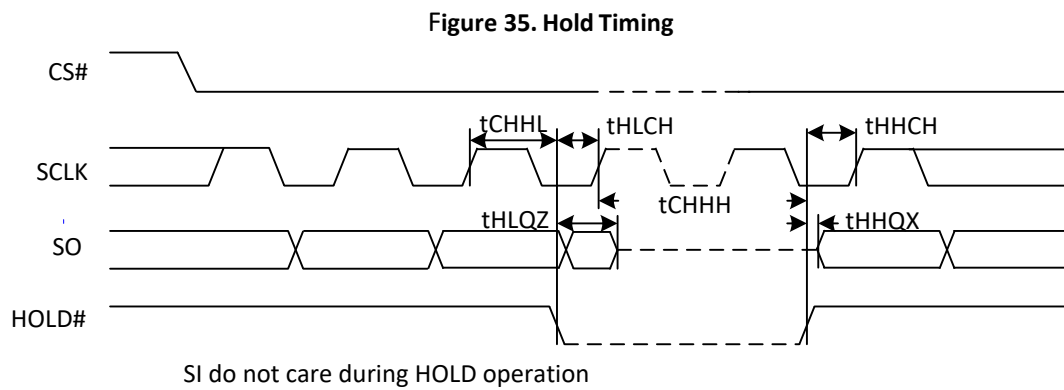 Figure 35. Hold Timing
CS#
tCHHL
tHLCH
tHHCH
SCLK
tCHHH
tHLQZ
tHHQX
SO
HOLD#
SI do not care during HOLD operation